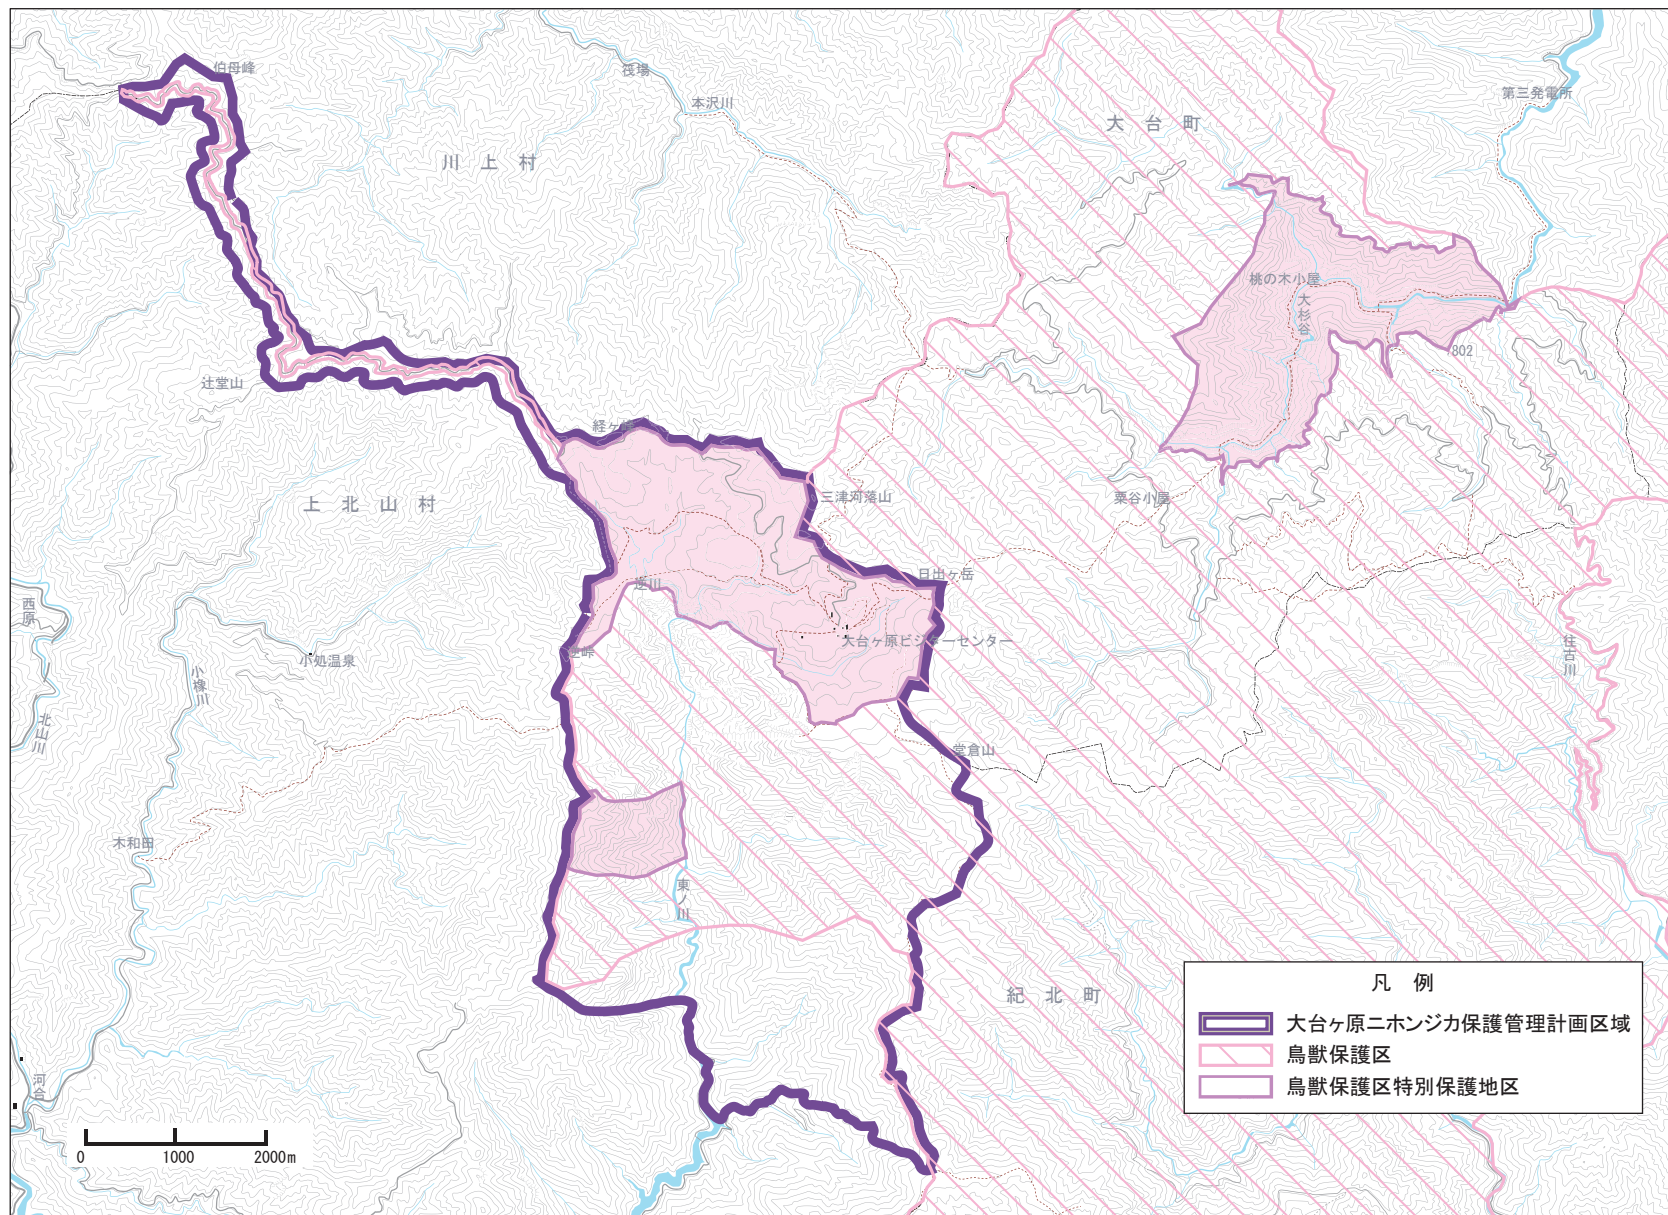 伯母峰
筏場
本沢川
第三発電所
大台町
川上村
桃の木小屋
大杉谷
802
辻堂山
経ヶ峰
上北山村
三津河落山
粟谷小屋
日出ヶ岳
逆川
西原
大台ヶ原ビジターセンター
逆峠
小処温泉
小橡川
往古川
北山川
堂倉山
木和田
東ノ川
紀北町
河合
凡例
大台ヶ原ニホンジカ保護管理計画区域
鳥獣保護区
鳥獣保護区特別保護地区
0 1000 2000m